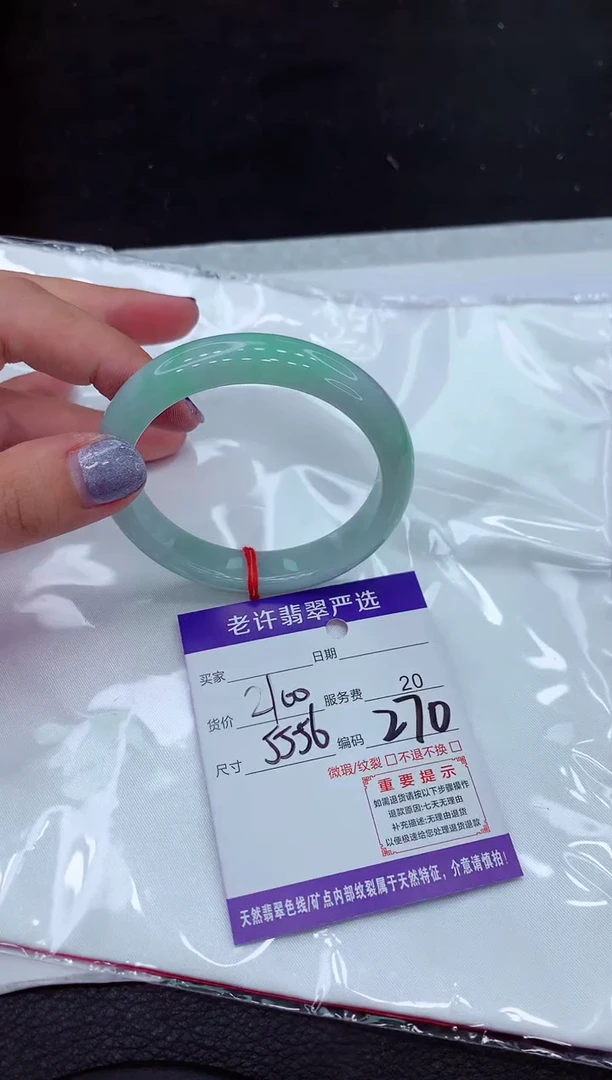 老许翡翠严选
买家 日期
货价 2100 服务费 20
尺寸 5556 编码 270
微瑕/纹裂 □ 不退不换 □
重要提示
如需退货请按以下步骤操作
退款原因:七天无理由
补充描述:无理由退货
以便极速给您处理退货退款
天然翡翠色线/矿点内部纹裂属于天然特征，介意请慎拍！